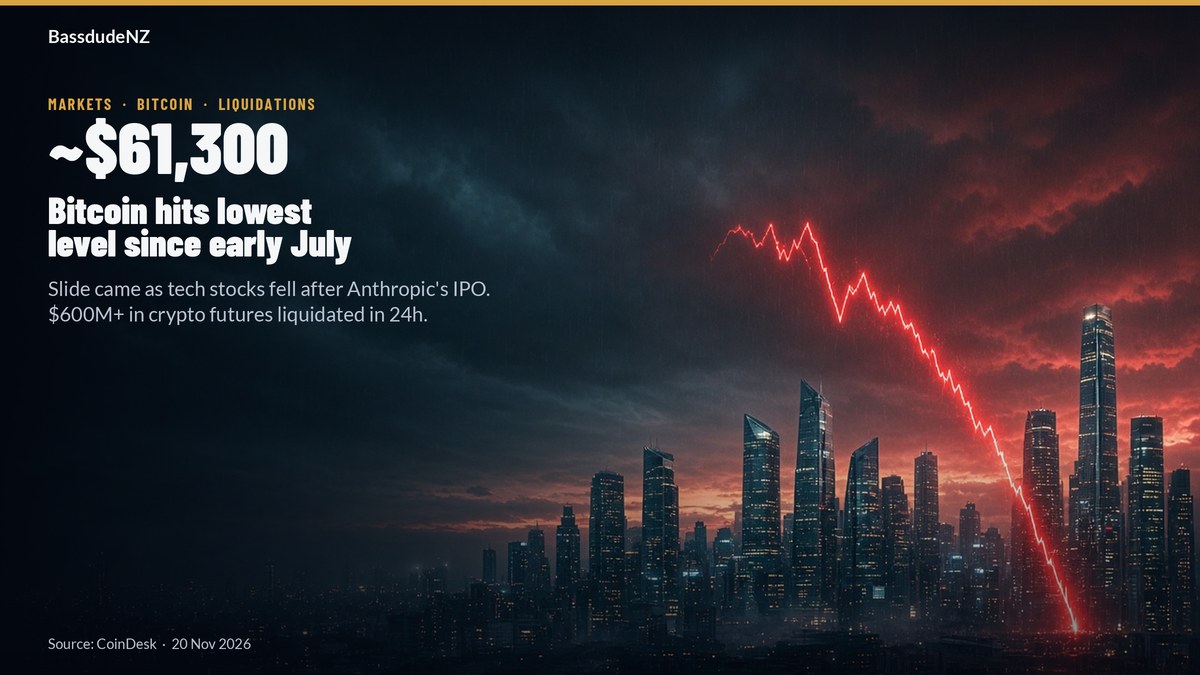 BassdudeNZ
MARKETS · BITCOIN · LIQUIDATIONS
~$61,300
Bitcoin hits lowest
level since early July
Slide came as tech stocks fell after Anthropic's IPO.
$600M+ in crypto futures liquidated in 24h.
Source: CoinDesk · 20 Nov 2026